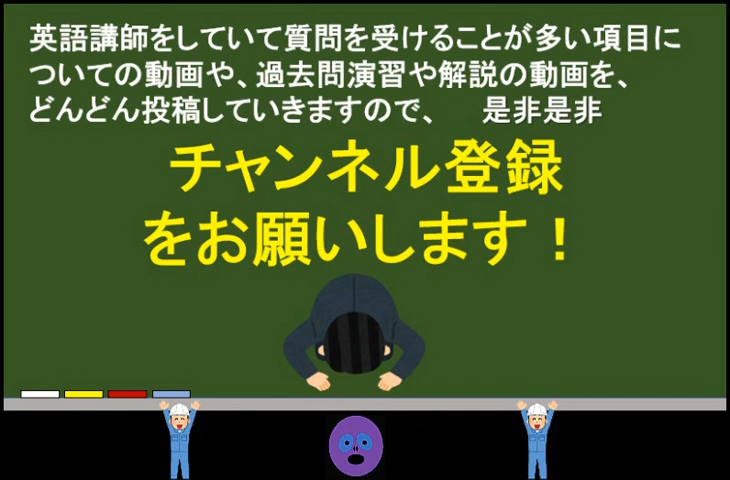 英語講師をしていて質問を受けることが多い項目に
ついての動画や、過去問演習や解説の動画を、
どんどん投稿していきますので、　是非是非
チャンネル登録
をお願いします！